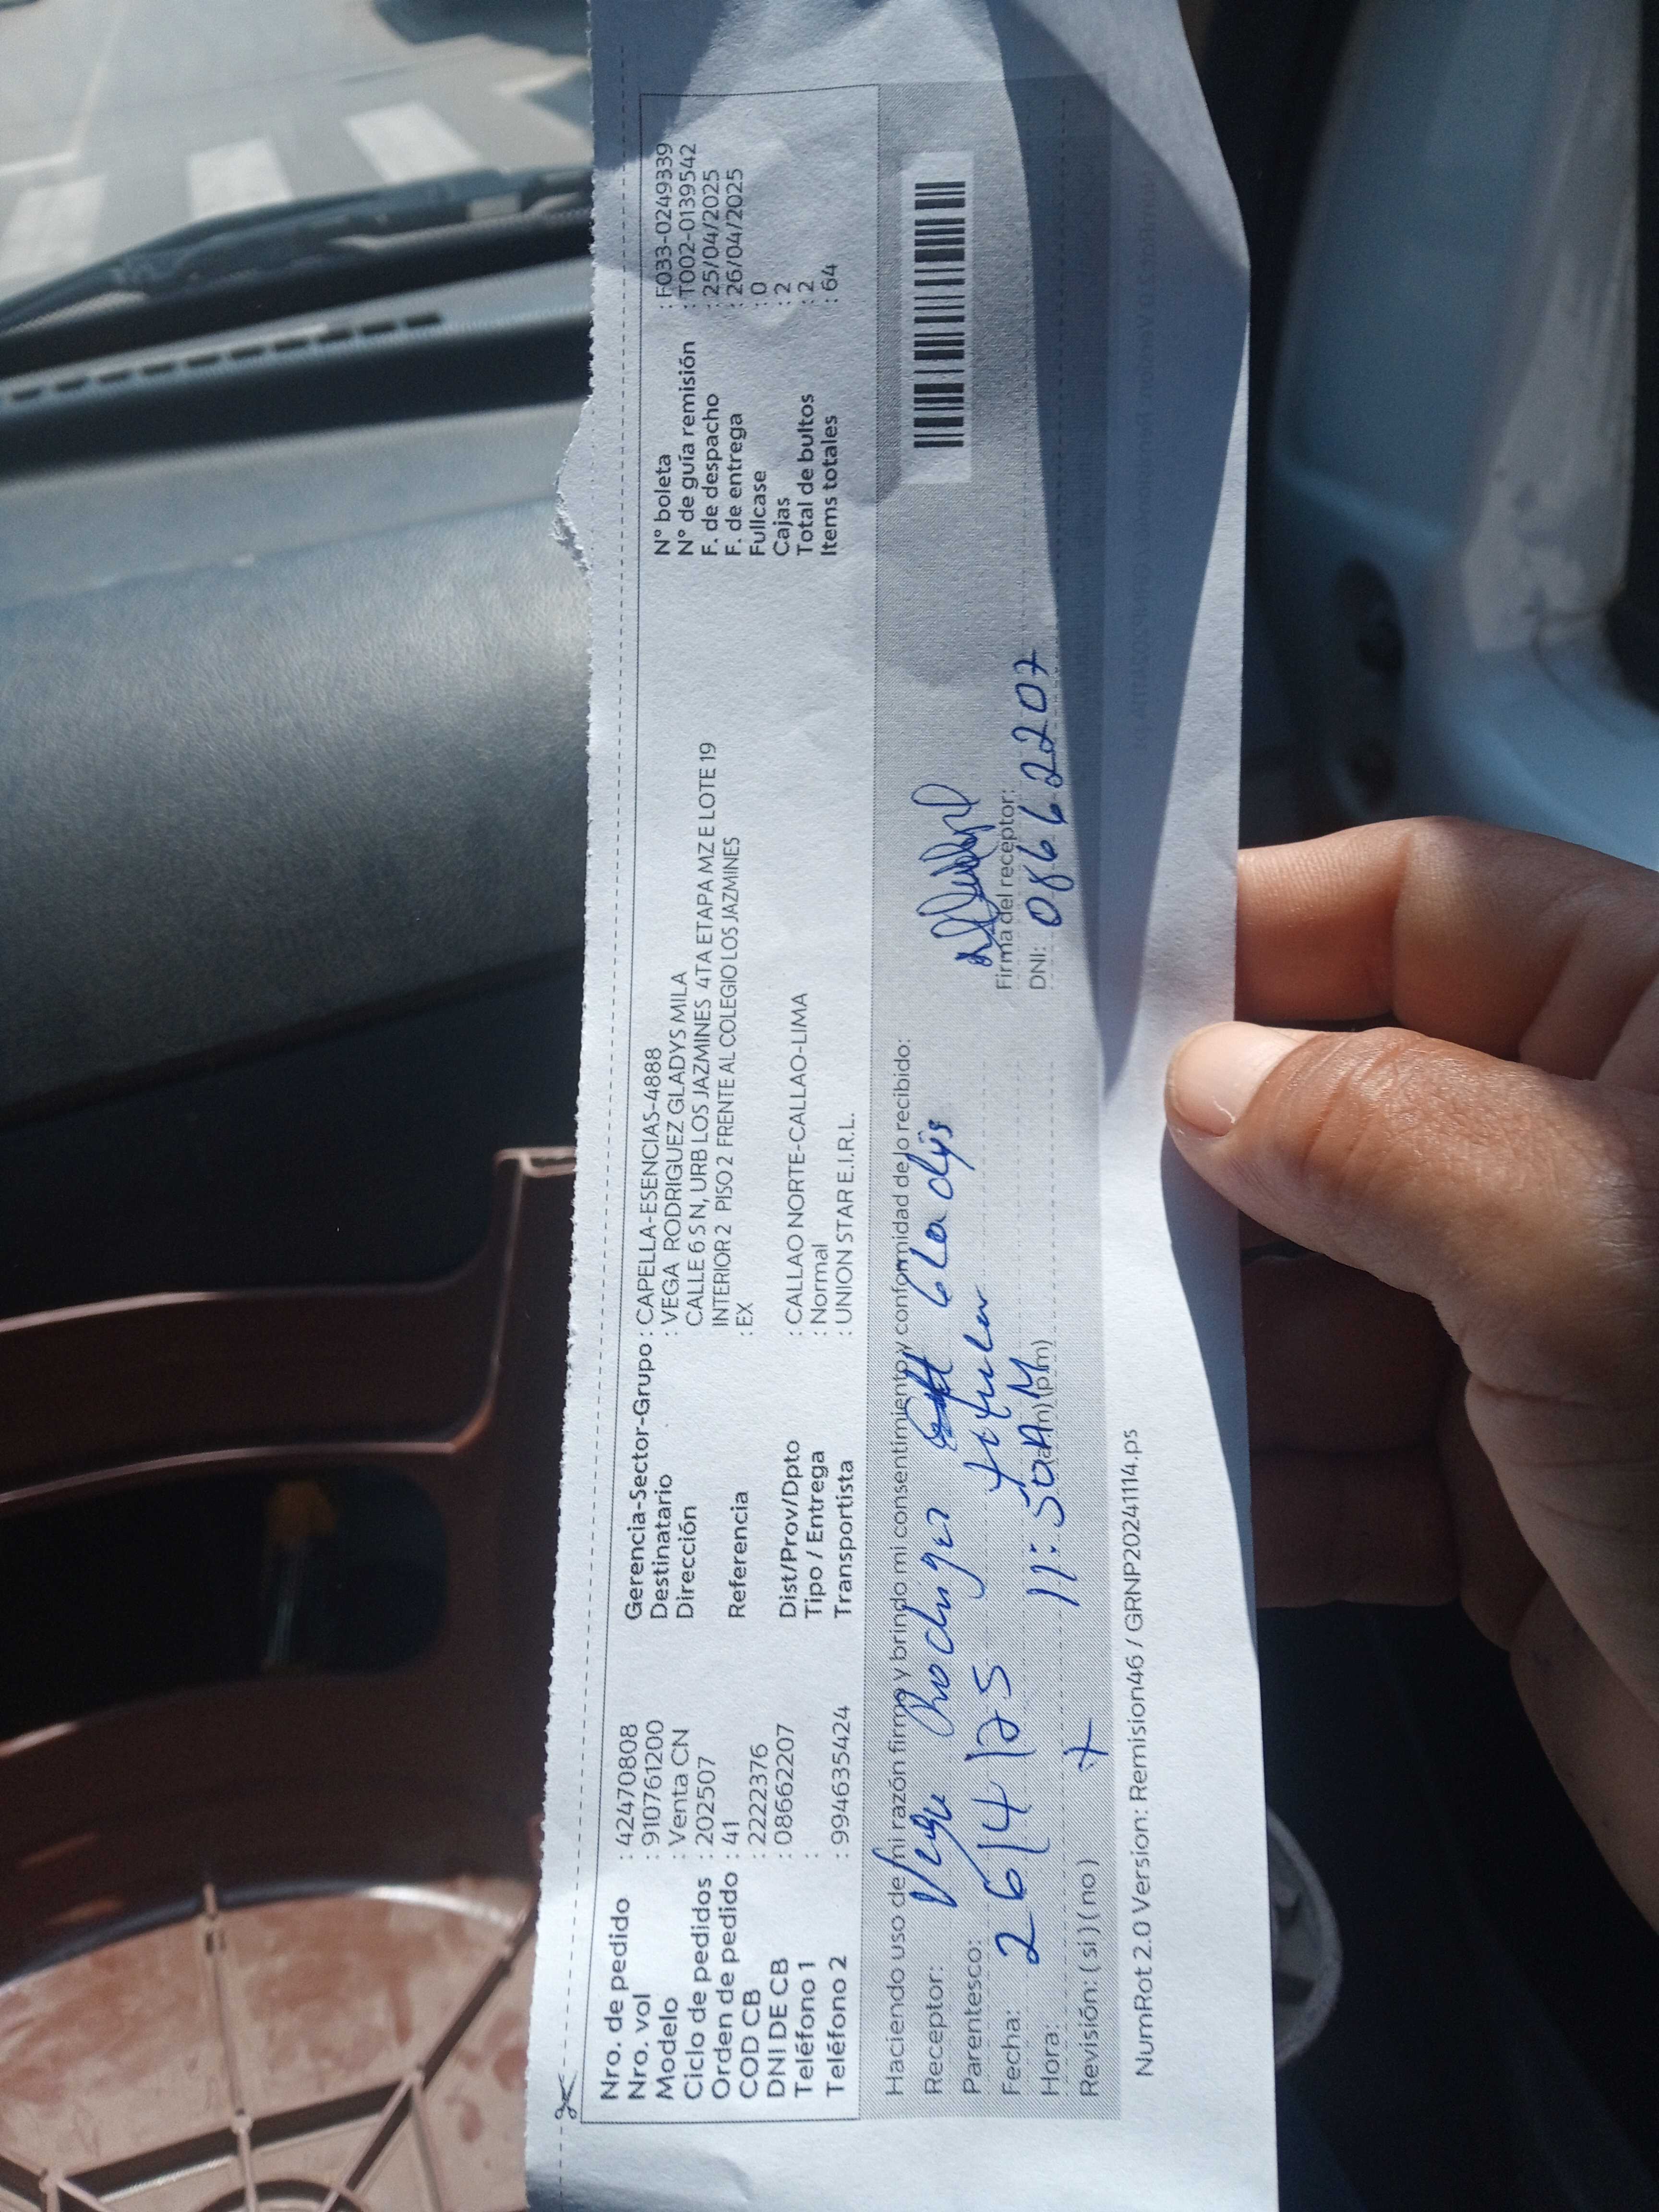 Nro. de pedido : 42470808
Nro. vol : 910761200
Modelo : Venta CN
Ciclo de pedidos : 202507
Orden de pedido : 41
COD CB : 2222376
DNI DE CB : 08662207
Teléfono 1 :
Teléfono 2 : 994635424
Gerencia-Sector-Grupo : CAPELLA-ESENCIAS-4888
Destinatario : VEGA RODRIGUEZ GLADYS MILA
Dirección CALLE 6 S N, URB LOS JAZMINES 4TA ETAPA MZ E LOTE 19
INTERIOR 2 PISO 2 FRENTE AL COLEGIO LOS JAZMINES
Referencia : EX
Dist/Prov/Dpto : CALLAO NORTE-CALLAO-LIMA
Tipo / Entrega : Normal
Transportista : UNION STAR E.I.R.L.
N° boleta : F033-0249339
N° de guía remisión : T002-0139542
F. de despacho : 25/04/2025
F. de entrega : 26/04/2025
Fullcase : 0
Cajas : 2
Total de bultos : 2
Items totales : 64
Haciendo uso de mi razón firmo y brindo mi consentimiento y conformidad de lo recibido:
Receptor: Vega Rodriguez Gladys
Parentesco: titular
Fecha: 26/4/25
Hora: 11:50 AM (am) (pm)
Revisión: (si) (no) +
Firma del receptor:
DNI: 08662207
NumRot 2.0 Version: Remision46 / GRNP20241114.ps